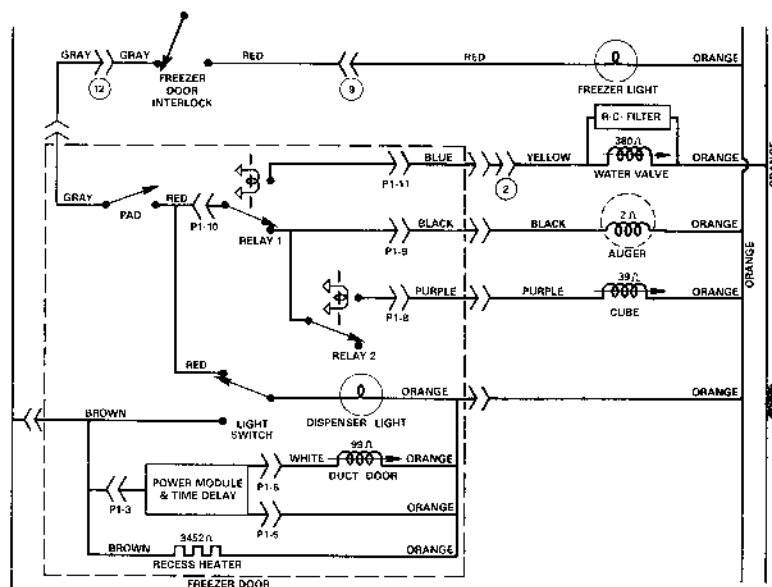 GRAY GRAY RED RED ORANGE
12 FREEZER DOOR INTERLOCK 9 FREEZER LIGHT
R-C FILTER
BLUE YELLOW 380Ω ORANGE
P1-11 2 WATER VALVE
GRAY PAD RED P1-10 RELAY 1
BLACK BLACK 2Ω ORANGE
P1-9 AUGER
ORANGE
PURPLE PURPLE 39Ω ORANGE
P1-8 CUBE
RELAY 2
RED
ORANGE ORANGE
BROWN LIGHT SWITCH DISPENSER LIGHT
99Ω
WHITE ORANGE
P1-6 DUCT DOOR
POWER MODULE & TIME DELAY
P1-3
ORANGE
P1-5
3452Ω
BROWN ORANGE
RECESS HEATER
FREEZER DOOR